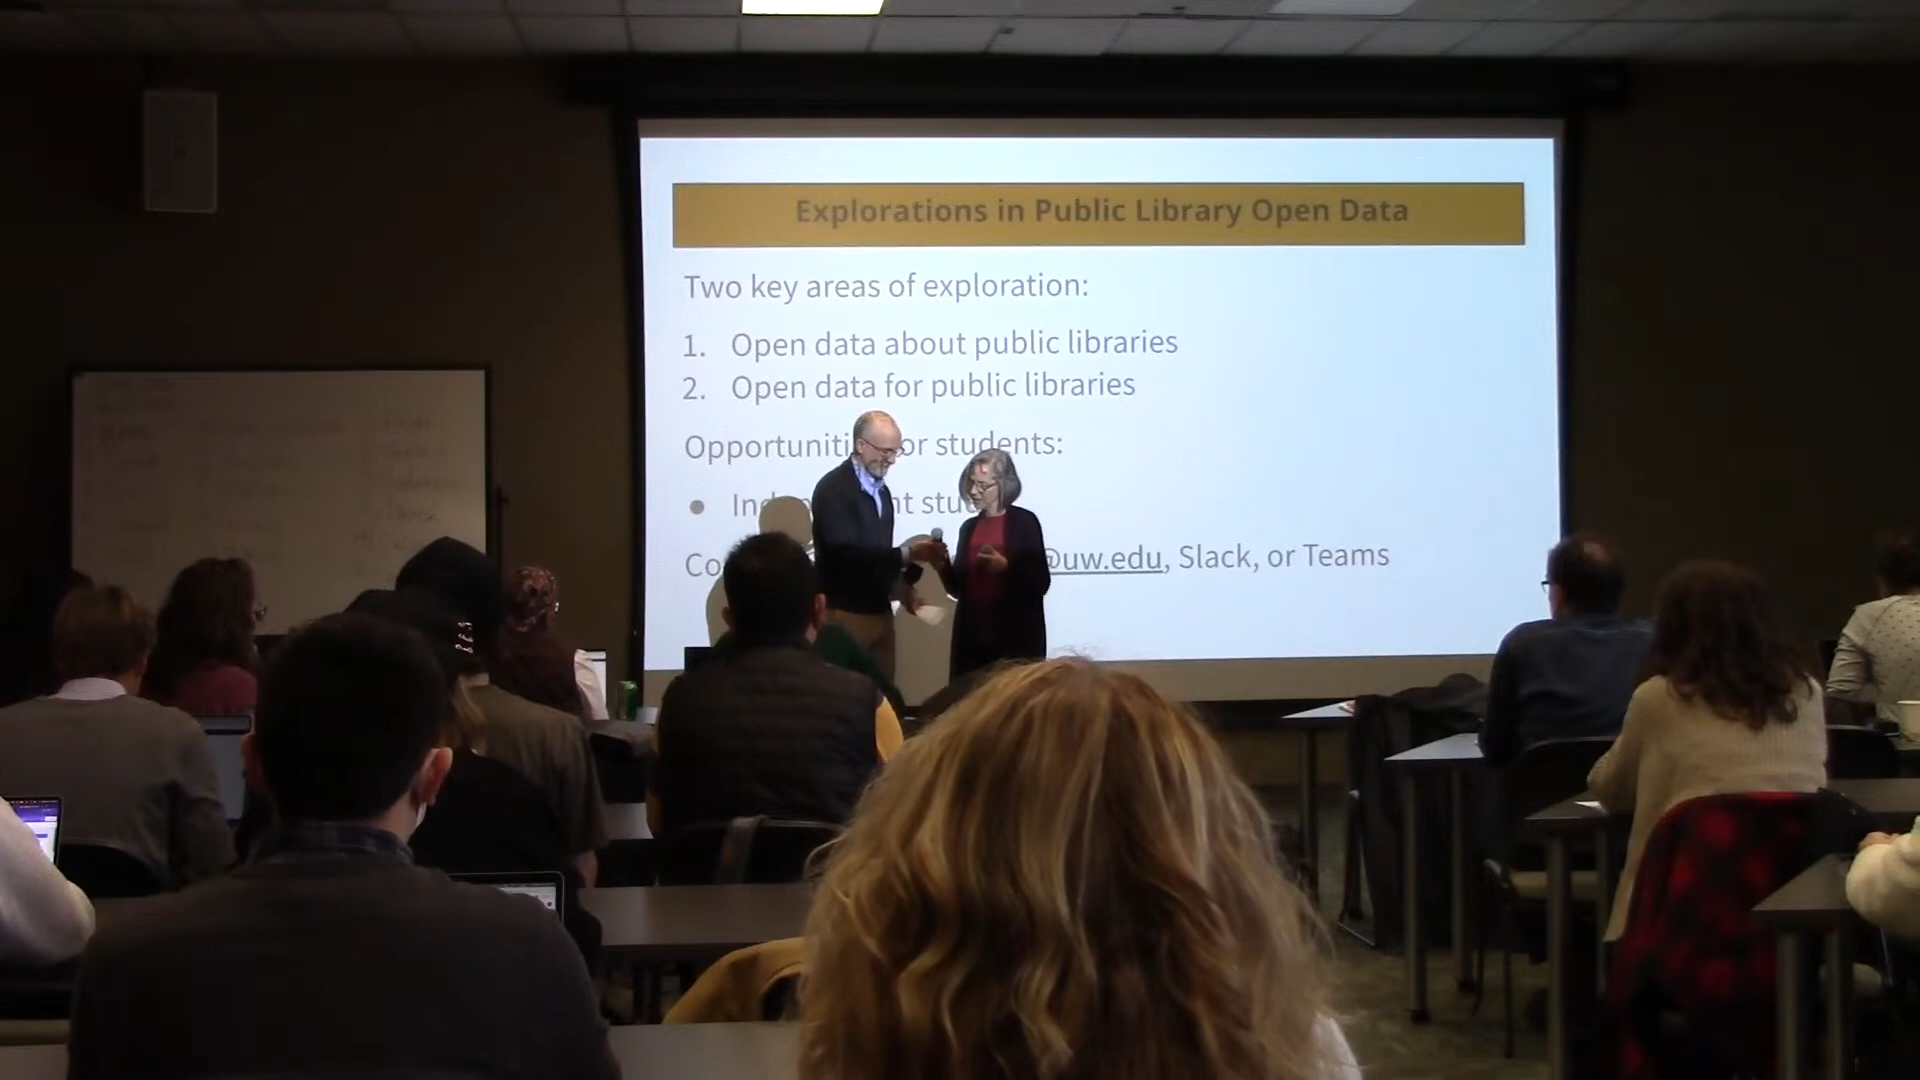 Explorations in Public Library Open Data
Two key areas of exploration:
1. Open data about public libraries
2. Open data for public libraries
Opportuniti or students:
● In nt stu
Co @uw.edu, Slack, or Teams